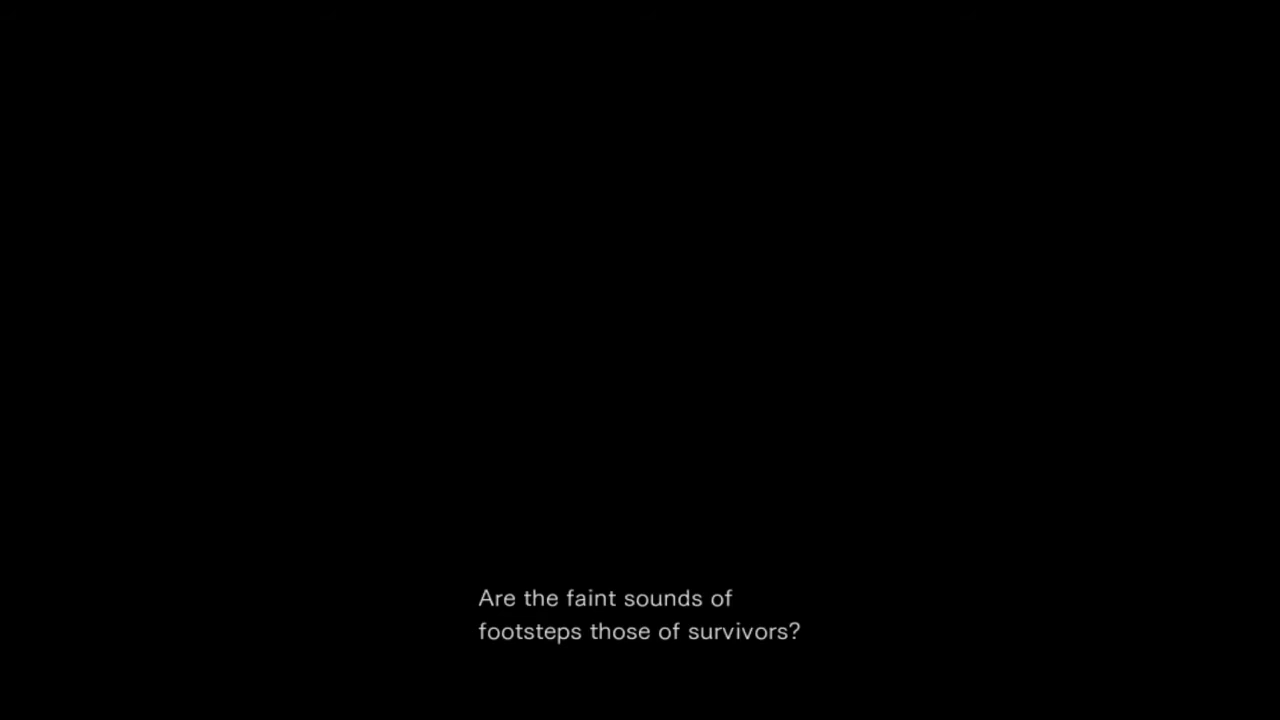 Are the faint sounds of
footsteps those of survivors?